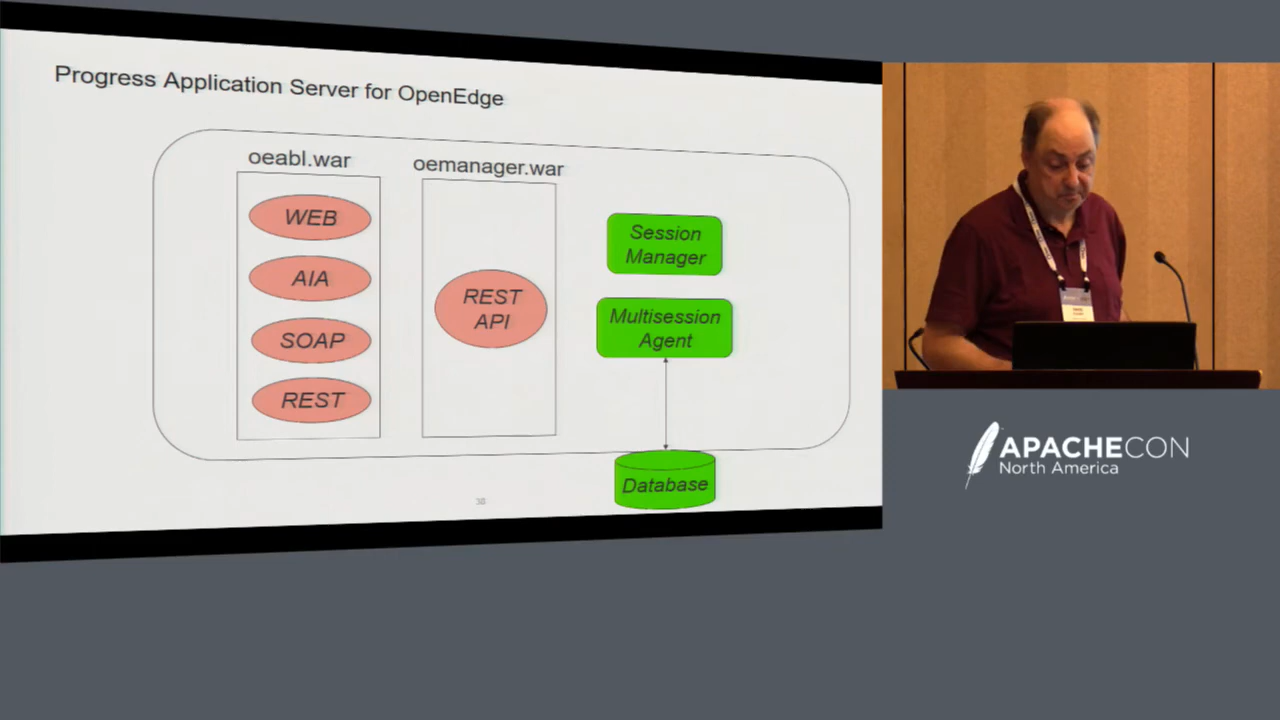 Progress Application Server for OpenEdge
oeabl.war
oemanager.war
WEB
AIA
SOAP
REST
REST
API
Session
Manager
Multisession
Agent
Database
38
APACHECON
North America